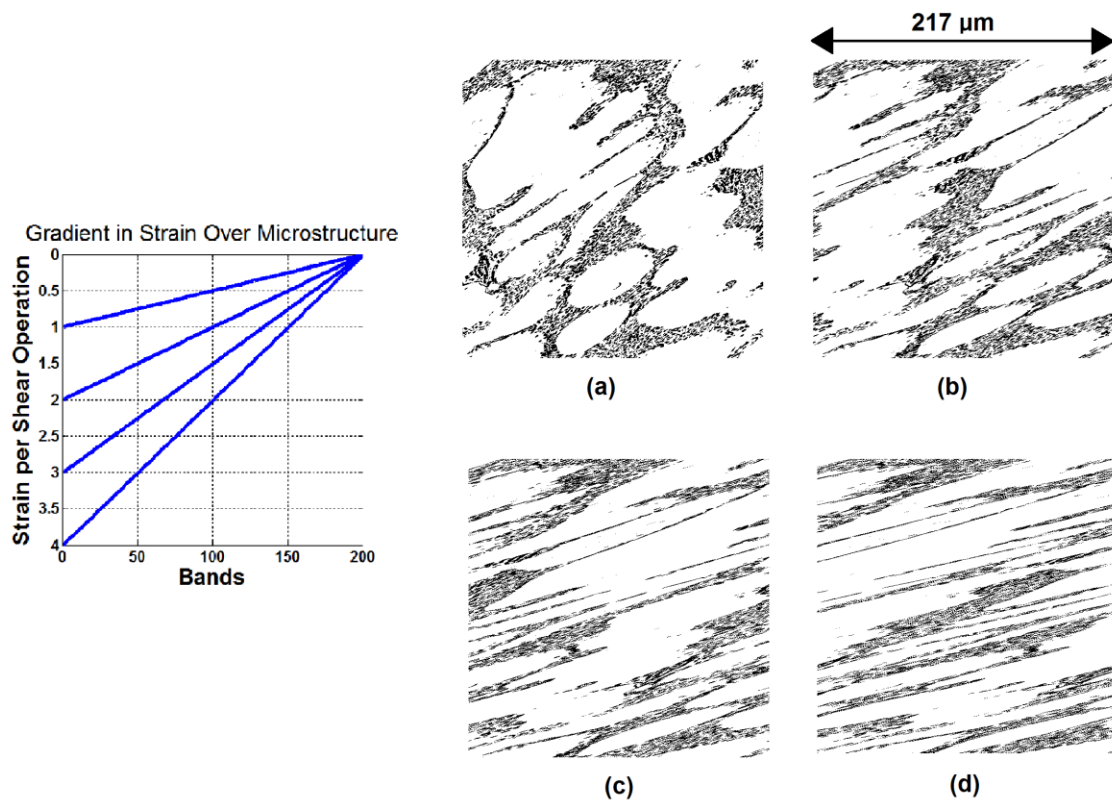 217 µm
(a)
(b)
Gradient in Strain Over Microstructure
Strain per Shear Operation
0
0.5
1
1.5
2
2.5
3
3.5
4
0 50 100 150 200
Bands
(c)
(d)